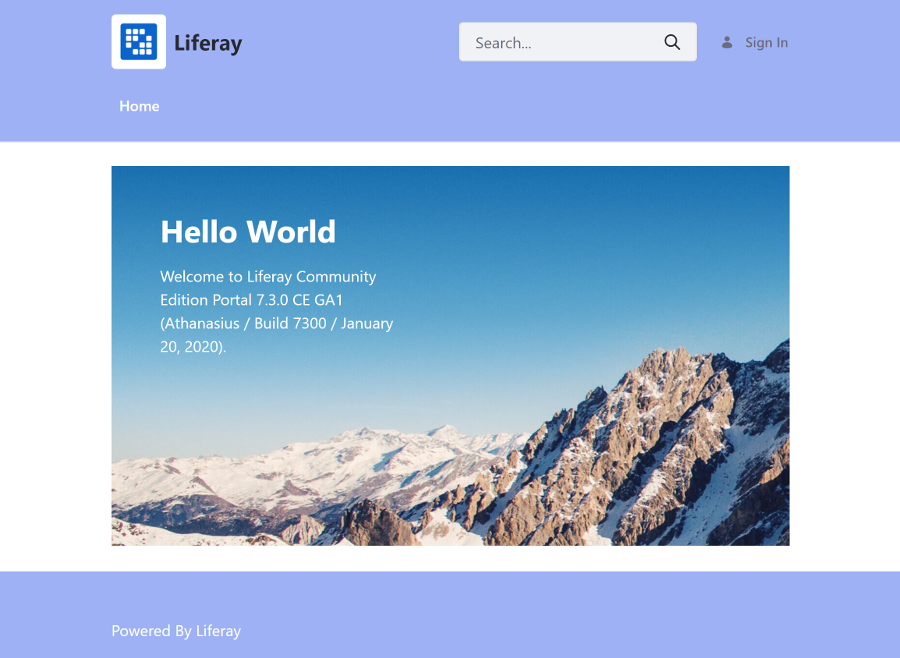 Liferay
Search...
Sign In
Home
Hello World
Welcome to Liferay Community
Edition Portal 7.3.0 CE GA1
(Athanasius / Build 7300 / January
20, 2020).
Powered By Liferay